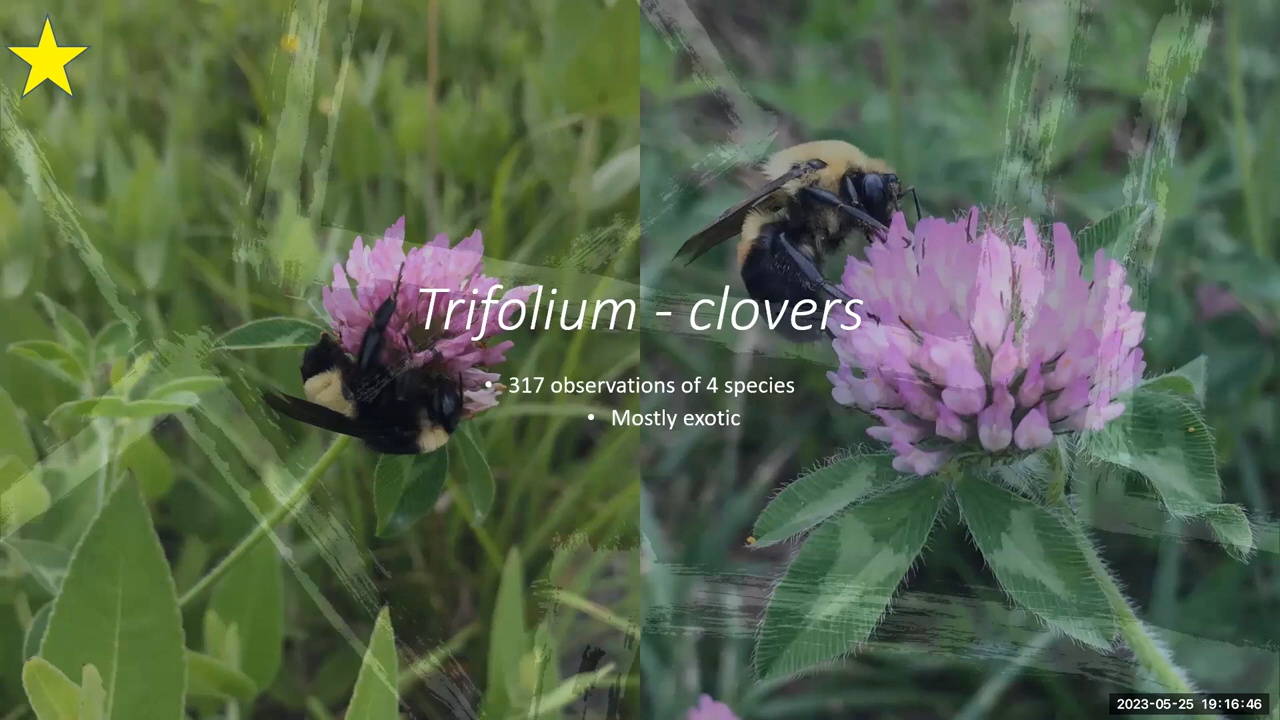 Trifolium - clovers
• 317 observations of 4 species
• Mostly exotic
2023-05-25 19:16:46